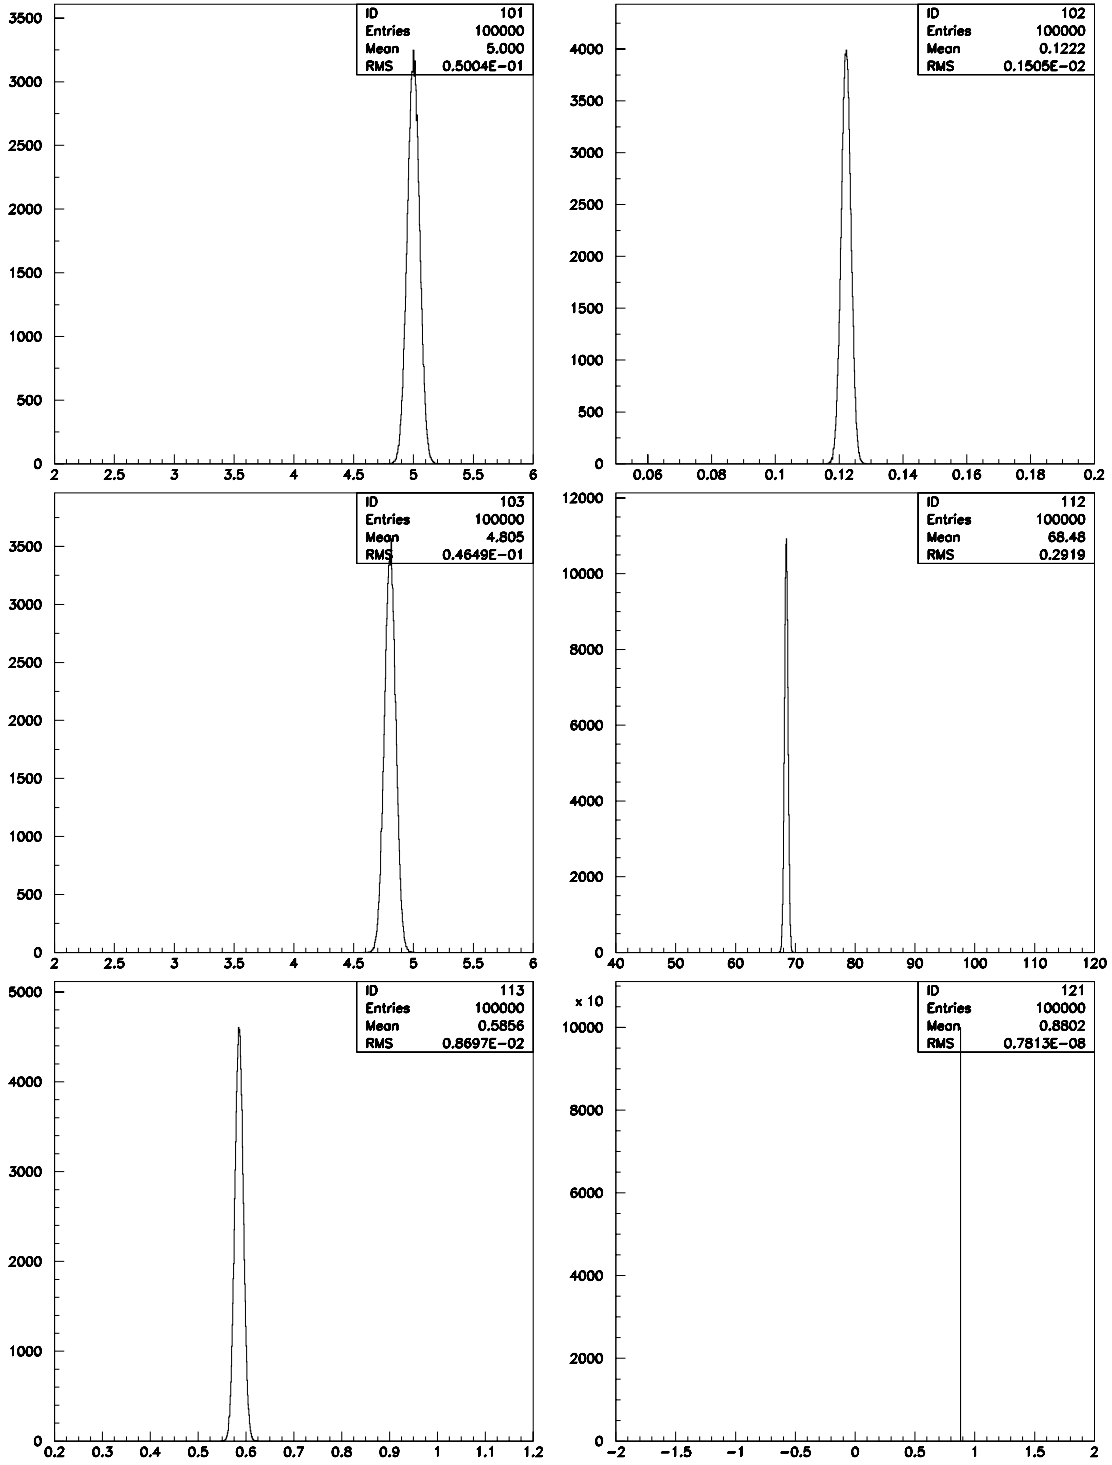 ID 101
Entries 100000
Mean 5.000
RMS 0.5004E-01
3500
3000
2500
2000
1500
1000
500
0
2 2.5 3 3.5 4 4.5 5 5.5 6
ID 102
Entries 100000
Mean 0.1222
RMS 0.1505E-02
4000
3500
3000
2500
2000
1500
1000
500
0
0.06 0.08 0.1 0.12 0.14 0.16 0.18 0.2
ID 103
Entries 100000
Mean 4.805
RMS 0.4649E-01
3500
3000
2500
2000
1500
1000
500
0
2 2.5 3 3.5 4 4.5 5 5.5 6
ID 112
Entries 100000
Mean 68.48
RMS 0.2919
12000
10000
8000
6000
4000
2000
0
40 50 60 70 80 90 100 110 120
ID 113
Entries 100000
Mean 0.5856
RMS 0.8697E-02
5000
4000
3000
2000
1000
0
0.2 0.3 0.4 0.5 0.6 0.7 0.8 0.9 1 1.1 1.2
ID 121
Entries 100000
Mean 0.8802
RMS 0.7813E-08
x 10
10000
8000
6000
4000
2000
0
-2 -1.5 -1 -0.5 0 0.5 1 1.5 2